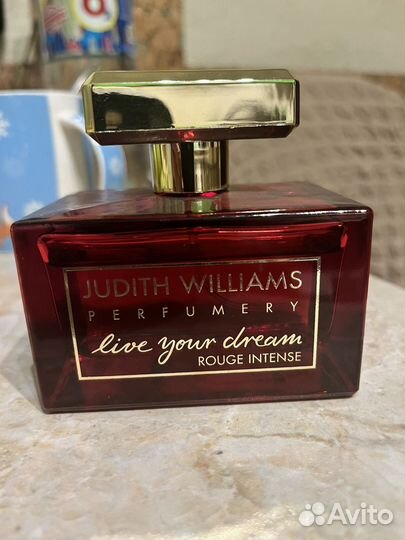 JUDITH WILLIAMS
PERFUMERY
live your dream
ROUGE INTENSE
Avito